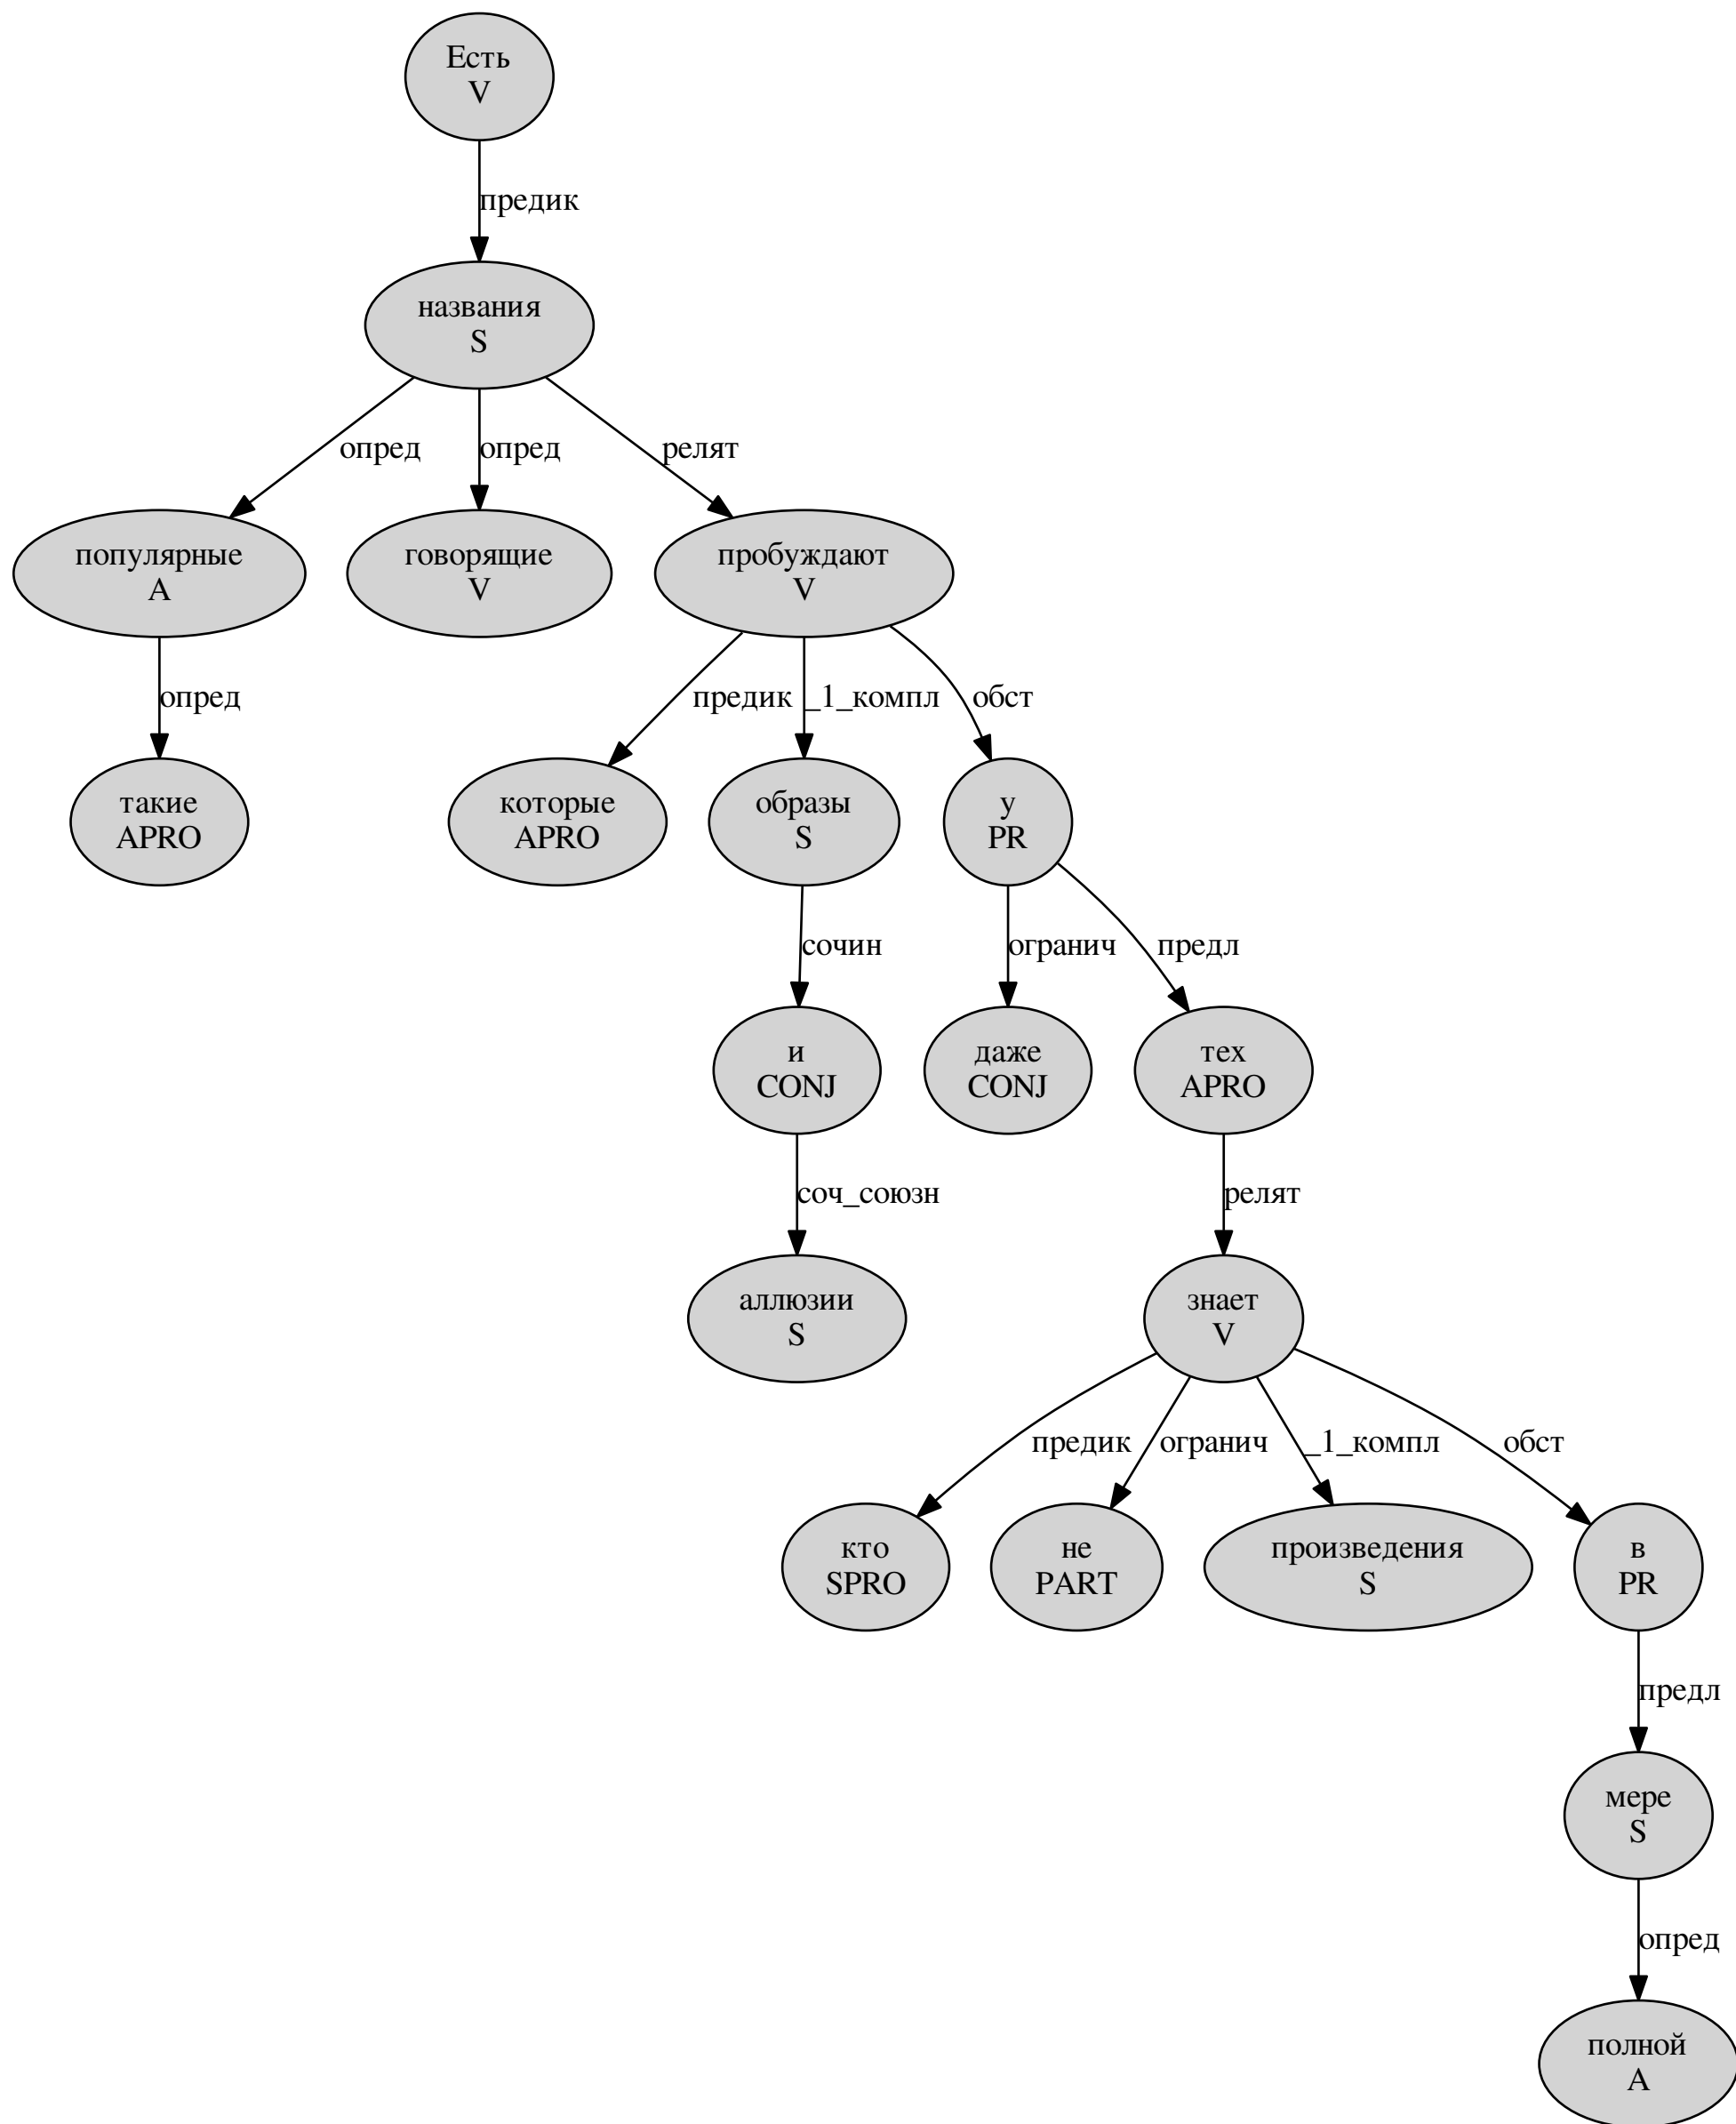 Есть
V
предик
названия
S
опред
опред
релят
популярные
A
говорящие
V
пробуждают
V
опред
предик
_1_компл
обст
такие
APRO
которые
APRO
образы
S
у
PR
сочин
огранич
предл
и
CONJ
даже
CONJ
тех
APRO
соч_союзн
релят
аллюзии
S
знает
V
предик
огранич
_1_компл
обст
кто
SPRO
не
PART
произведения
S
в
PR
предл
мере
S
опред
полной
A